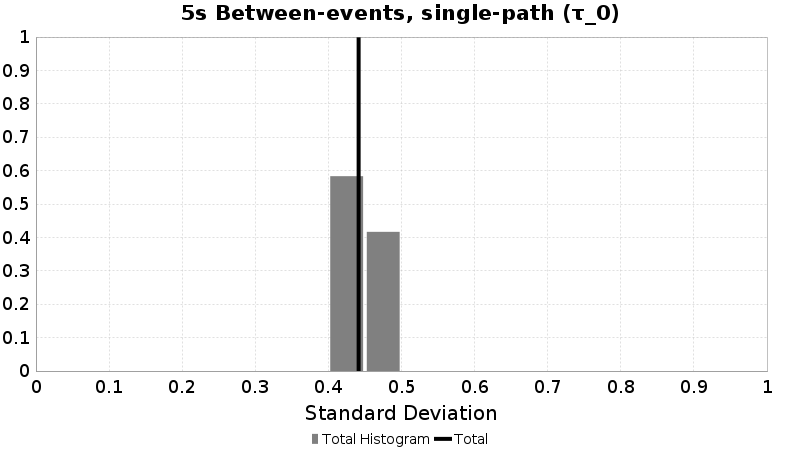 5s Between-events, single-path (τ_0)
1
0.9
0.8
0.7
0.6
0.5
0.4
0.3
0.2
0.1
0
0 0.1 0.2 0.3 0.4 0.5 0.6 0.7 0.8 0.9 1
Standard Deviation
Total Histogram Total